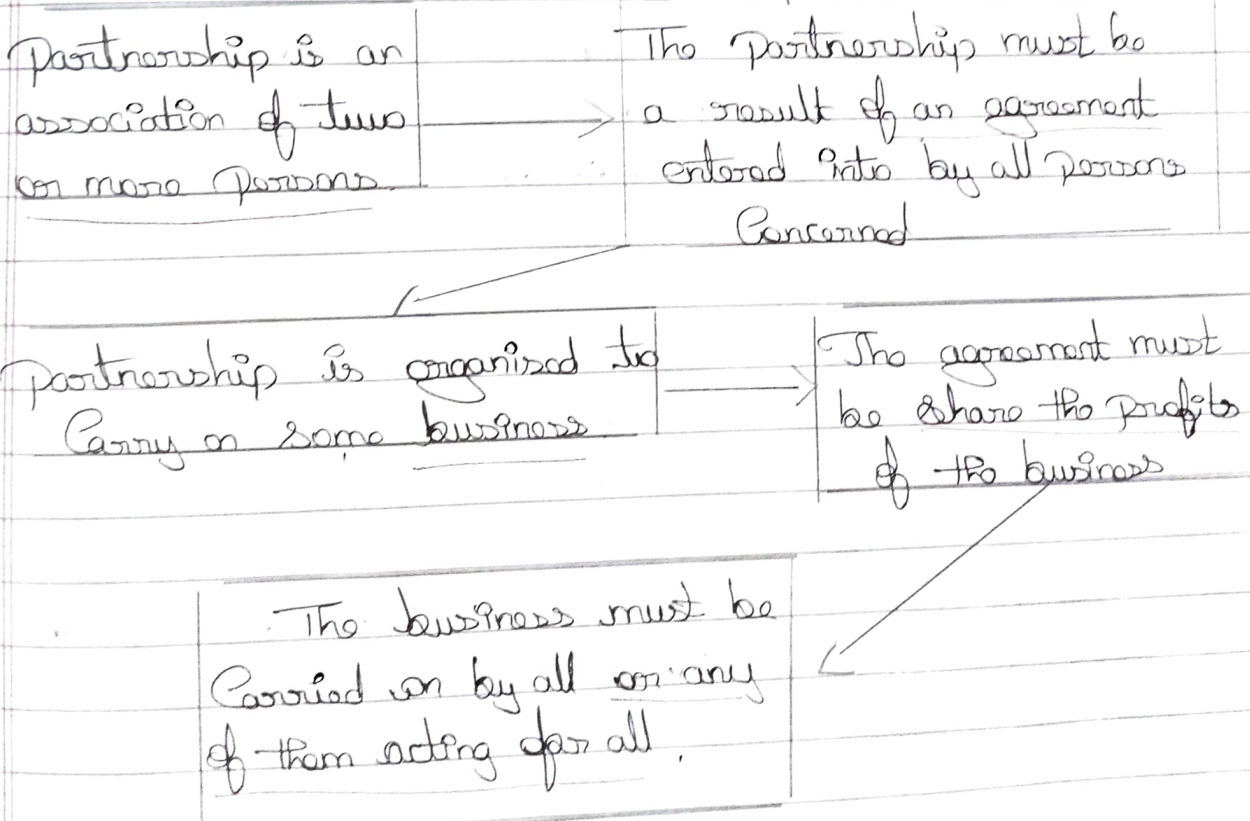 Partnership is an
association of two
or more persons.
The Partnership must be
a result of an agreement
entered into by all persons
Concerned
partnership is organised to
Carry on some business
The agreement must
be share the profits
of the business
The business must be
Carried on by all or any
of them acting for all.